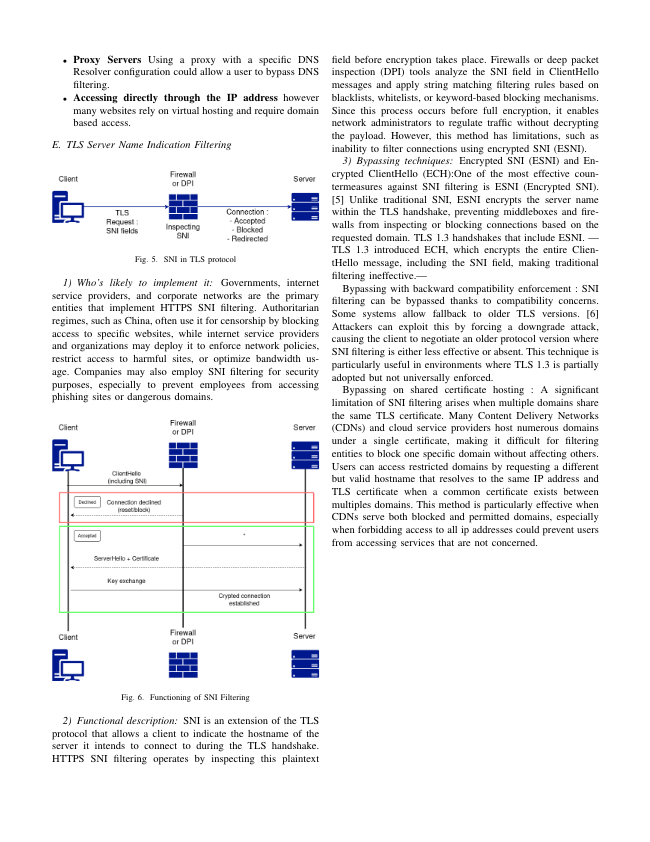 • Proxy Servers Using a proxy with a specific DNS
Resolver configuration could allow a user to bypass DNS
filtering.
• Accessing directly through the IP address however
many websites rely on virtual hosting and require domain
based access.
E. TLS Server Name Indication Filtering
Client
Firewall
or DPI
Server
TLS
Request :
SNI fields
Inspecting
SNI
Connection :
- Accepted
- Blocked
- Redirected
Fig. 5. SNI in TLS protocol
1) Who's likely to implement it: Governments, internet
service providers, and corporate networks are the primary
entities that implement HTTPS SNI filtering. Authoritarian
regimes, such as China, often use it for censorship by blocking
access to specific websites, while internet service providers
and organizations may deploy it to enforce network policies,
restrict access to harmful sites, or optimize bandwidth us-
age. Companies may also employ SNI filtering for security
purposes, especially to prevent employees from accessing
phishing sites or dangerous domains.
Client
Firewall
or DPI
Server
ClientHello
(including SNI)
Declined
Connection declined
(reset/block)
Accepted
"
ServerHello + Certificate
Key exchange
Crypted connection
established
Client
Firewall
or DPI
Server
Fig. 6. Functioning of SNI Filtering
2) Functional description: SNI is an extension of the TLS
protocol that allows a client to indicate the hostname of the
server it intends to connect to during the TLS handshake.
HTTPS SNI filtering operates by inspecting this plaintext
field before encryption takes place. Firewalls or deep packet
inspection (DPI) tools analyze the SNI field in ClientHello
messages and apply string matching filtering rules based on
blacklists, whitelists, or keyword-based blocking mechanisms.
Since this process occurs before full encryption, it enables
network administrators to regulate traffic without decrypting
the payload. However, this method has limitations, such as
inability to filter connections using encrypted SNI (ESNI).
3) Bypassing techniques: Encrypted SNI (ESNI) and En-
crypted ClientHello (ECH):One of the most effective coun-
termeasures against SNI filtering is ESNI (Encrypted SNI).
[5] Unlike traditional SNI, ESNI encrypts the server name
within the TLS handshake, preventing middleboxes and fire-
walls from inspecting or blocking connections based on the
requested domain. TLS 1.3 handshakes that include ESNI. —
TLS 1.3 introduced ECH, which encrypts the entire Clien-
tHello message, including the SNI field, making traditional
filtering ineffective.—
Bypassing with backward compatibility enforcement : SNI
filtering can be bypassed thanks to compatibility concerns.
Some systems allow fallback to older TLS versions. [6]
Attackers can exploit this by forcing a downgrade attack,
causing the client to negotiate an older protocol version where
SNI filtering is either less effective or absent. This technique is
particularly useful in environments where TLS 1.3 is partially
adopted but not universally enforced.
Bypassing on shared certificate hosting : A significant
limitation of SNI filtering arises when multiple domains share
the same TLS certificate. Many Content Delivery Networks
(CDNs) and cloud service providers host numerous domains
under a single certificate, making it difficult for filtering
entities to block one specific domain without affecting others.
Users can access restricted domains by requesting a different
but valid hostname that resolves to the same IP address and
TLS certificate when a common certificate exists between
multiples domains. This method is particularly effective when
CDNs serve both blocked and permitted domains, especially
when forbidding access to all ip addresses could prevent users
from accessing services that are not concerned.